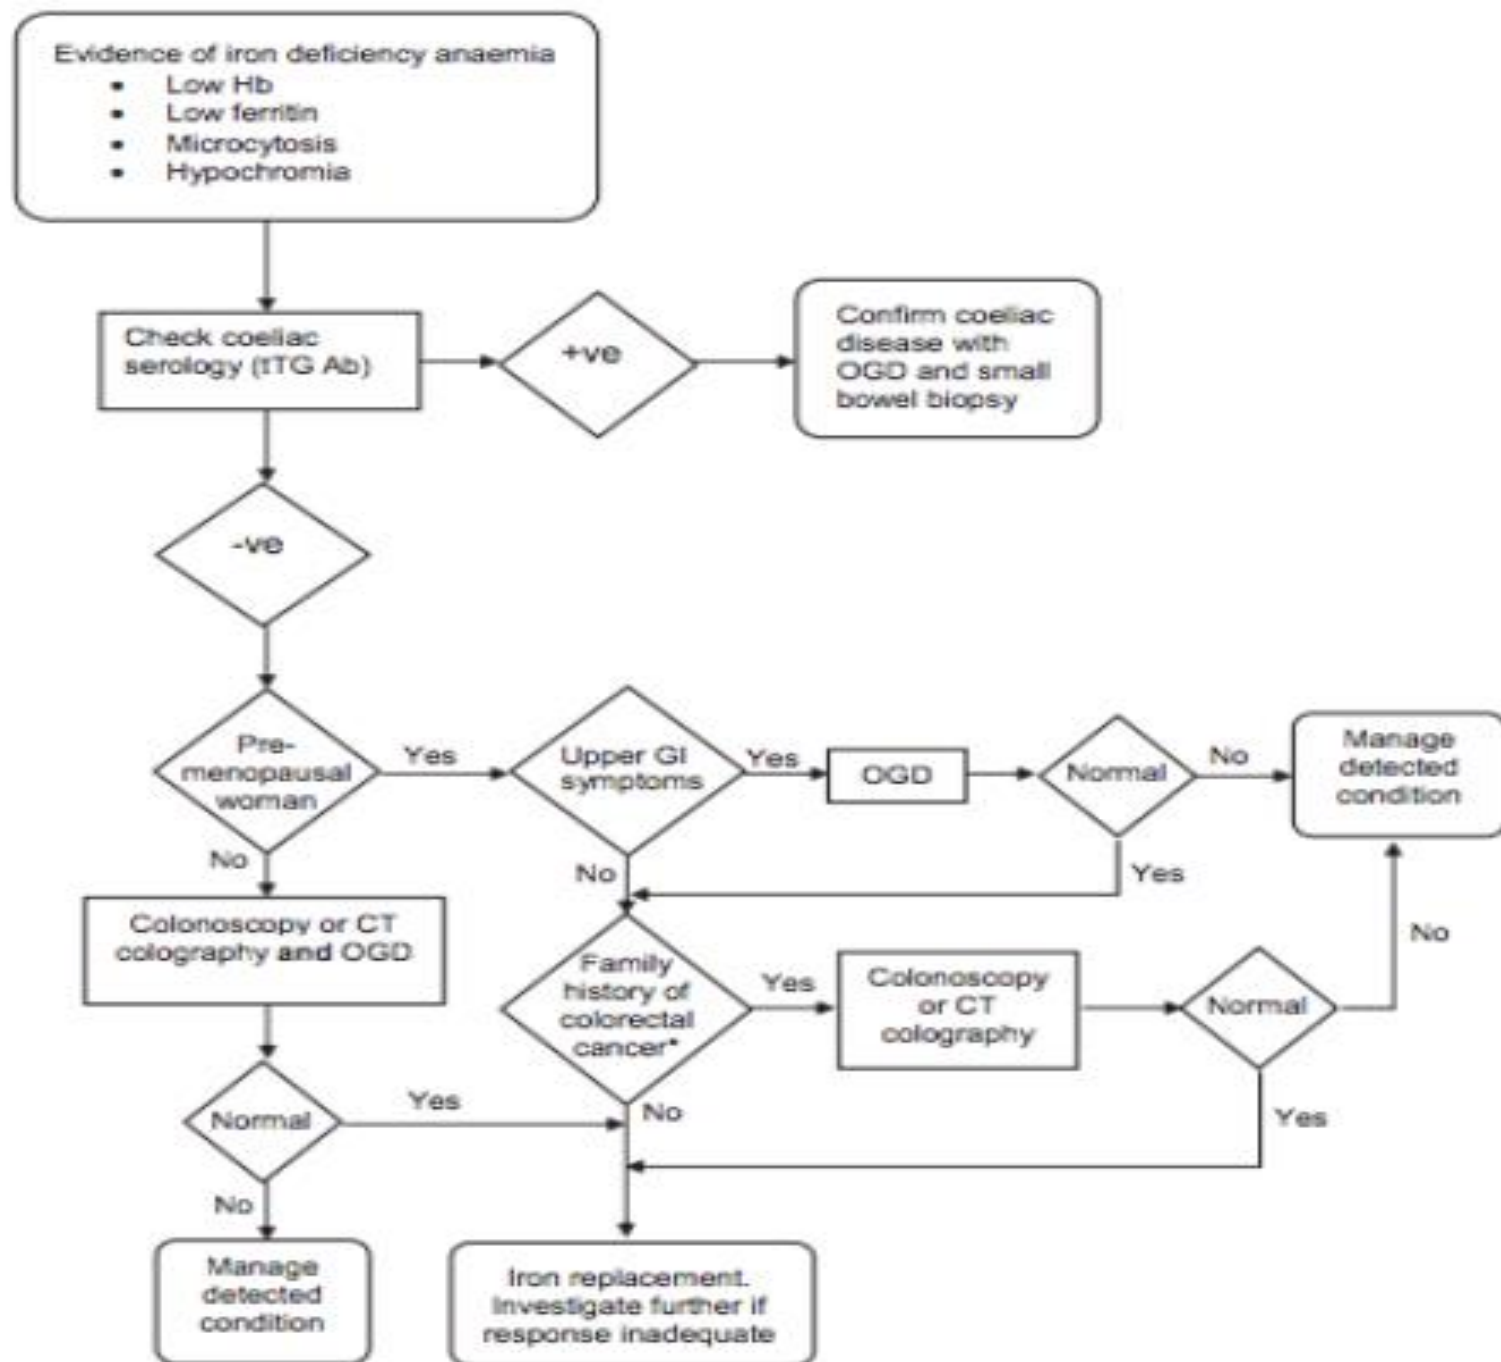 Evidence of iron deficiency anaemia
• Low Hb
• Low ferritin
• Microcytosis
• Hypochromia
Check coeliac
serology (tTG Ab)
+ve
Confirm coeliac
disease with
OGD and small
bowel biopsy
-ve
Pre-
menopausal
woman
Yes
Upper GI
symptoms
Yes
OGD
Normal
No
Manage
detected
condition
No
No
Yes
Colonoscopy or CT
colography and OGD
Family
history of
colorectal
cancer*
Yes
Colonoscopy
or CT
colography
Normal
No
Normal
Yes
No
Yes
No
Manage
detected
condition
Iron replacement.
Investigate further if
response inadequate